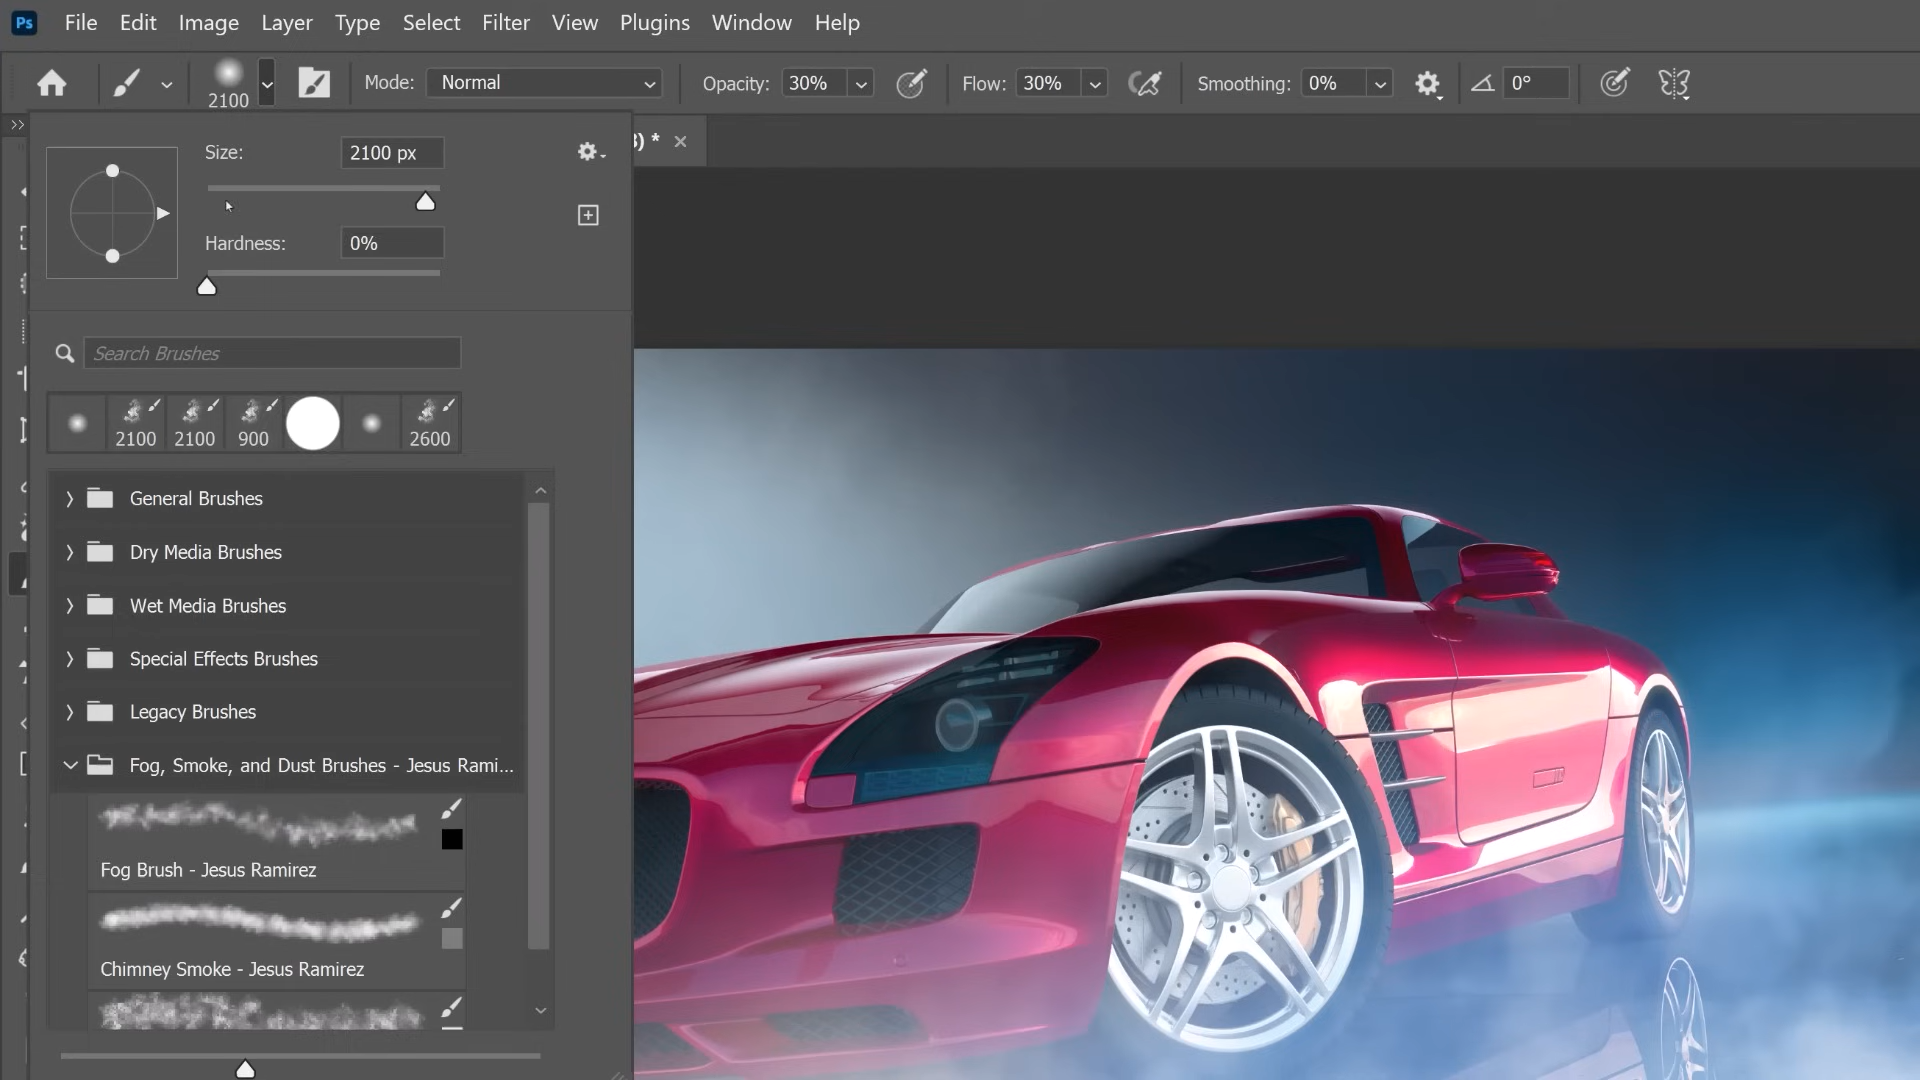 Ps File Edit Image Layer Type Select Filter View Plugins Window Help
2100 Mode: Normal Opacity: 30% Flow: 30% Smoothing: 0% 0°
) * ×
Size: 2100 px
Hardness: 0%
Search Brushes
2100 2100 900 2600
General Brushes
Dry Media Brushes
Wet Media Brushes
Special Effects Brushes
Legacy Brushes
Fog, Smoke, and Dust Brushes - Jesus Rami...
Fog Brush - Jesus Ramirez
Chimney Smoke - Jesus Ramirez